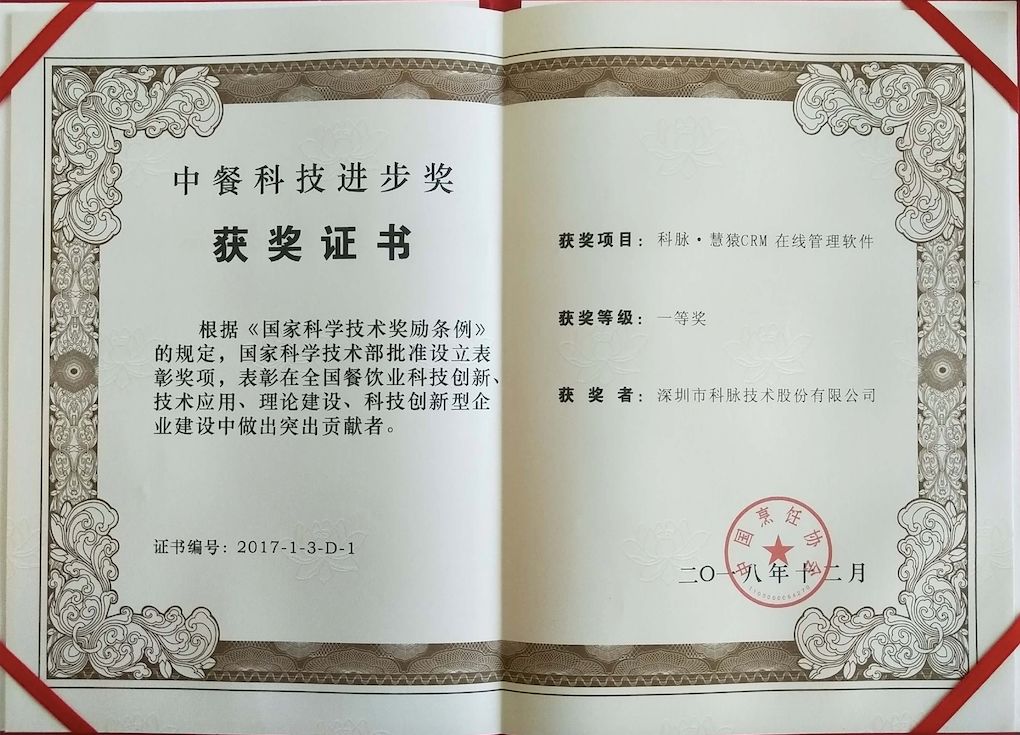 中餐科技进步奖
获奖证书
根据《国家科学技术奖励条例》
的规定，国家科学技术部批准设立表
彰奖项，表彰在全国餐饮业科技创新、
技术应用、理论建设、科技创新型企
业建设中做出突出贡献者。
证书编号：2017-1-3-D-1
获奖项目：科脉·慧猿CRM 在线管理软件
获奖等级：一等奖
获奖者：深圳市科脉技术股份有限公司
中国烹饪协会
二〇一八年十二月